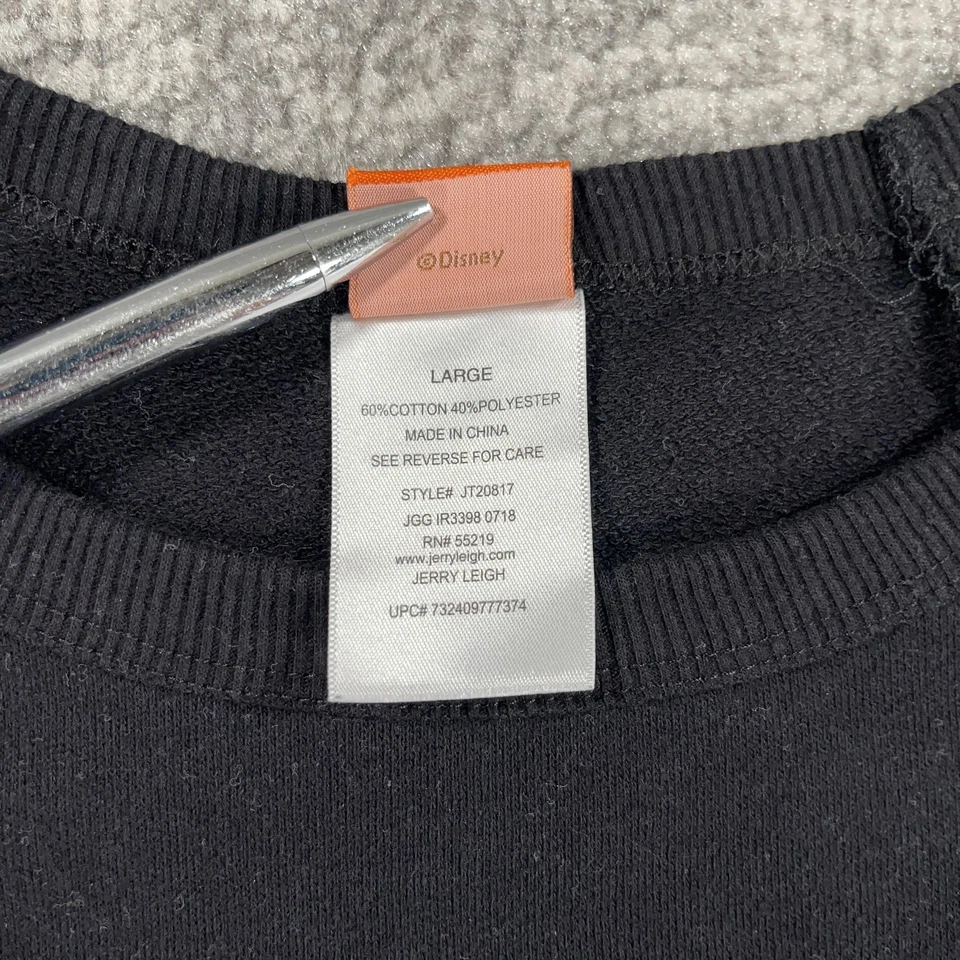 ©Disney
LARGE
60%COTTON 40%POLYESTER
MADE IN CHINA
SEE REVERSE FOR CARE
STYLE# JT20817
JGG IR3398 0718
RN# 55219
www.jerryleigh.com
JERRY LEIGH
UPC# 732409777374